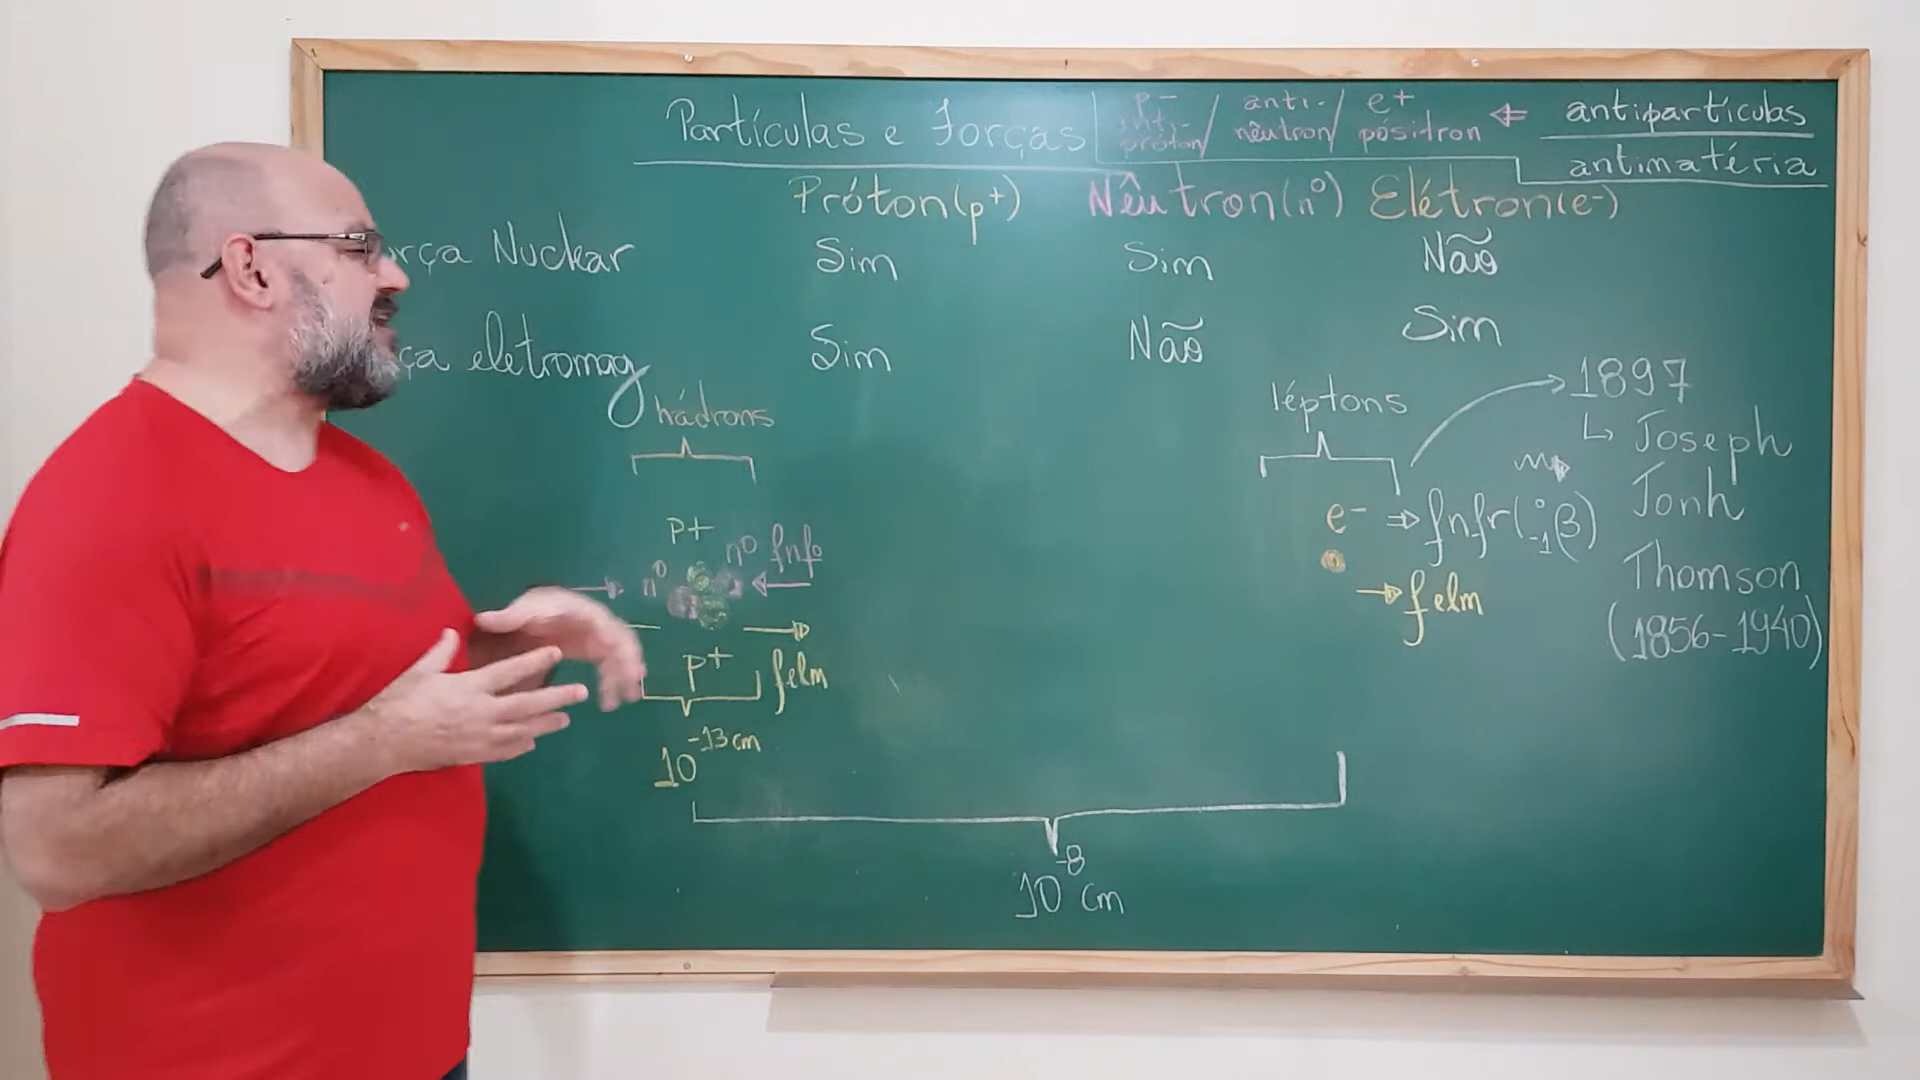 Partículas e Forças
p- / anti- / e+ ⇐ antipartículas
anti- nêutron pósitron
próton
antimatéria
Próton(p+) Nêutron(n⁰) Elétron(e-)
rça Nuclear Sim Sim Não
ça eletromag Sim Não Sim
hádrons
léptons
1897
↳ Joseph
Jonh
Thomson
(1856-1940)
p+
n⁰ n⁰ fnfo
e- ⇒ fnfr(⁰₋₁β)
felm
p+ felm
10⁻¹³ cm
10⁻⁸ cm